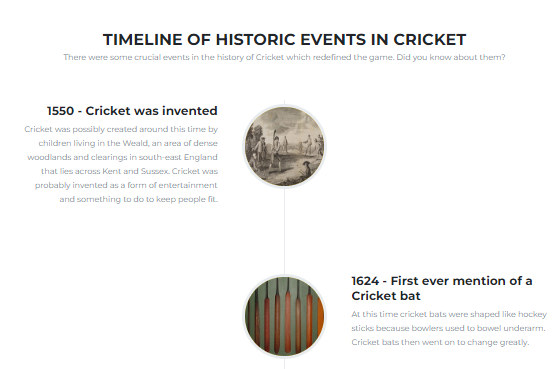 TIMELINE OF HISTORIC EVENTS IN CRICKET
There were some crucial events in the history of Cricket which redefined the game. Did you know about them?
1550 - Cricket was invented
Cricket was possibly created around this time by
children living in the Weald, an area of dense
woodlands and clearings in south-east England
that lies across Kent and Sussex. Cricket was
probably invented as a form of entertainment
and something to do to keep people fit.
1624 - First ever mention of a
Cricket bat
At this time cricket bats were shaped like hockey
sticks because bowlers used to bowel underarm.
Cricket bats then went on to change greatly.